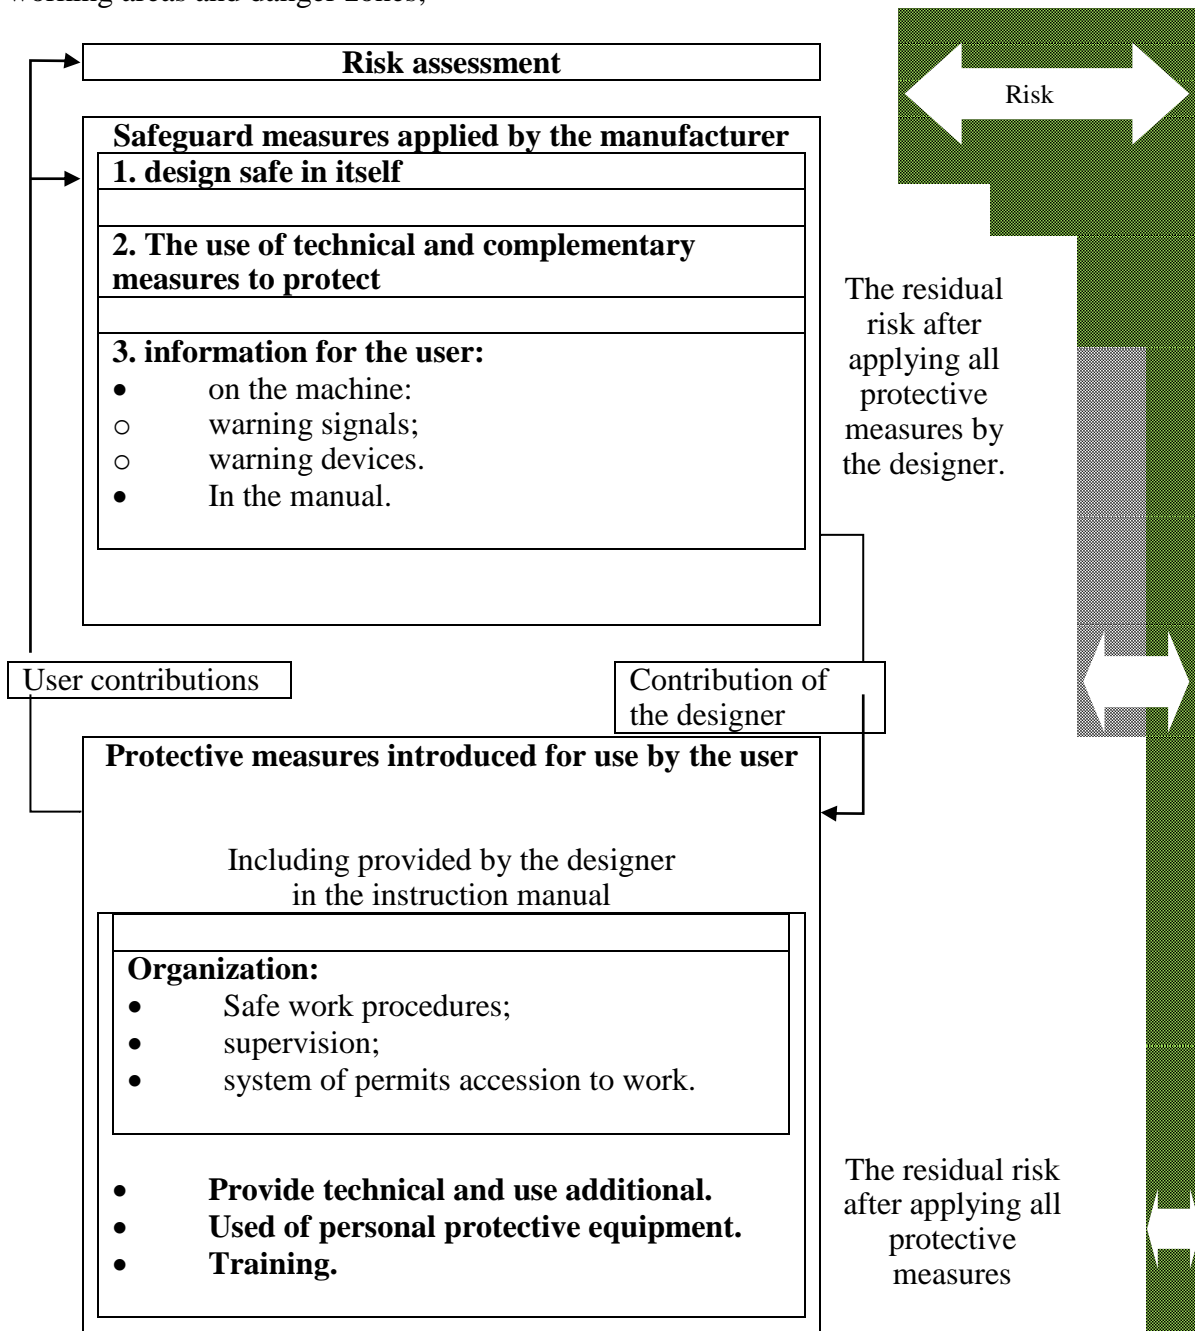 working areas and danger zones;
Risk assessment
Risk
Safeguard measures applied by the manufacturer
1. design safe in itself
2. The use of technical and complementary
measures to protect
3. information for the user:
• on the machine:
o warning signals;
o warning devices.
• In the manual.
The residual
risk after
applying all
protective
measures by
the designer.
User contributions
Contribution of
the designer
Protective measures introduced for use by the user
Including provided by the designer
in the instruction manual
Organization:
• Safe work procedures;
• supervision;
• system of permits accession to work.
• Provide technical and use additional.
• Used of personal protective equipment.
• Training.
The residual risk
after applying all
protective
measures